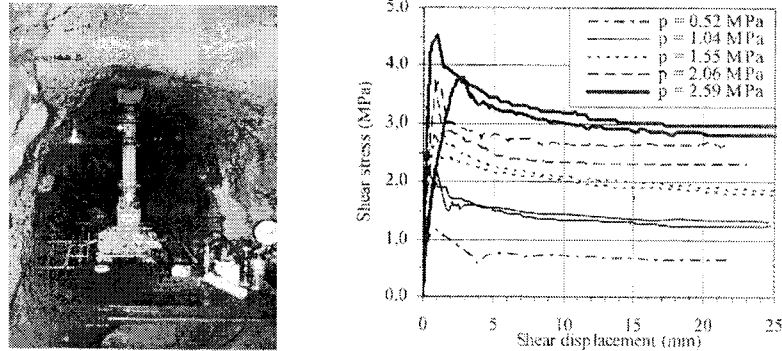 5.0
4.0
3.0
2.0
1.0
0.0
Shear stress (MPa)
p = 0.52 MPa
p = 1.04 MPa
p = 1.55 MPa
p = 2.06 MPa
p = 2.59 MPa
0 5 10 15 20 25
Shear displacement (mm)